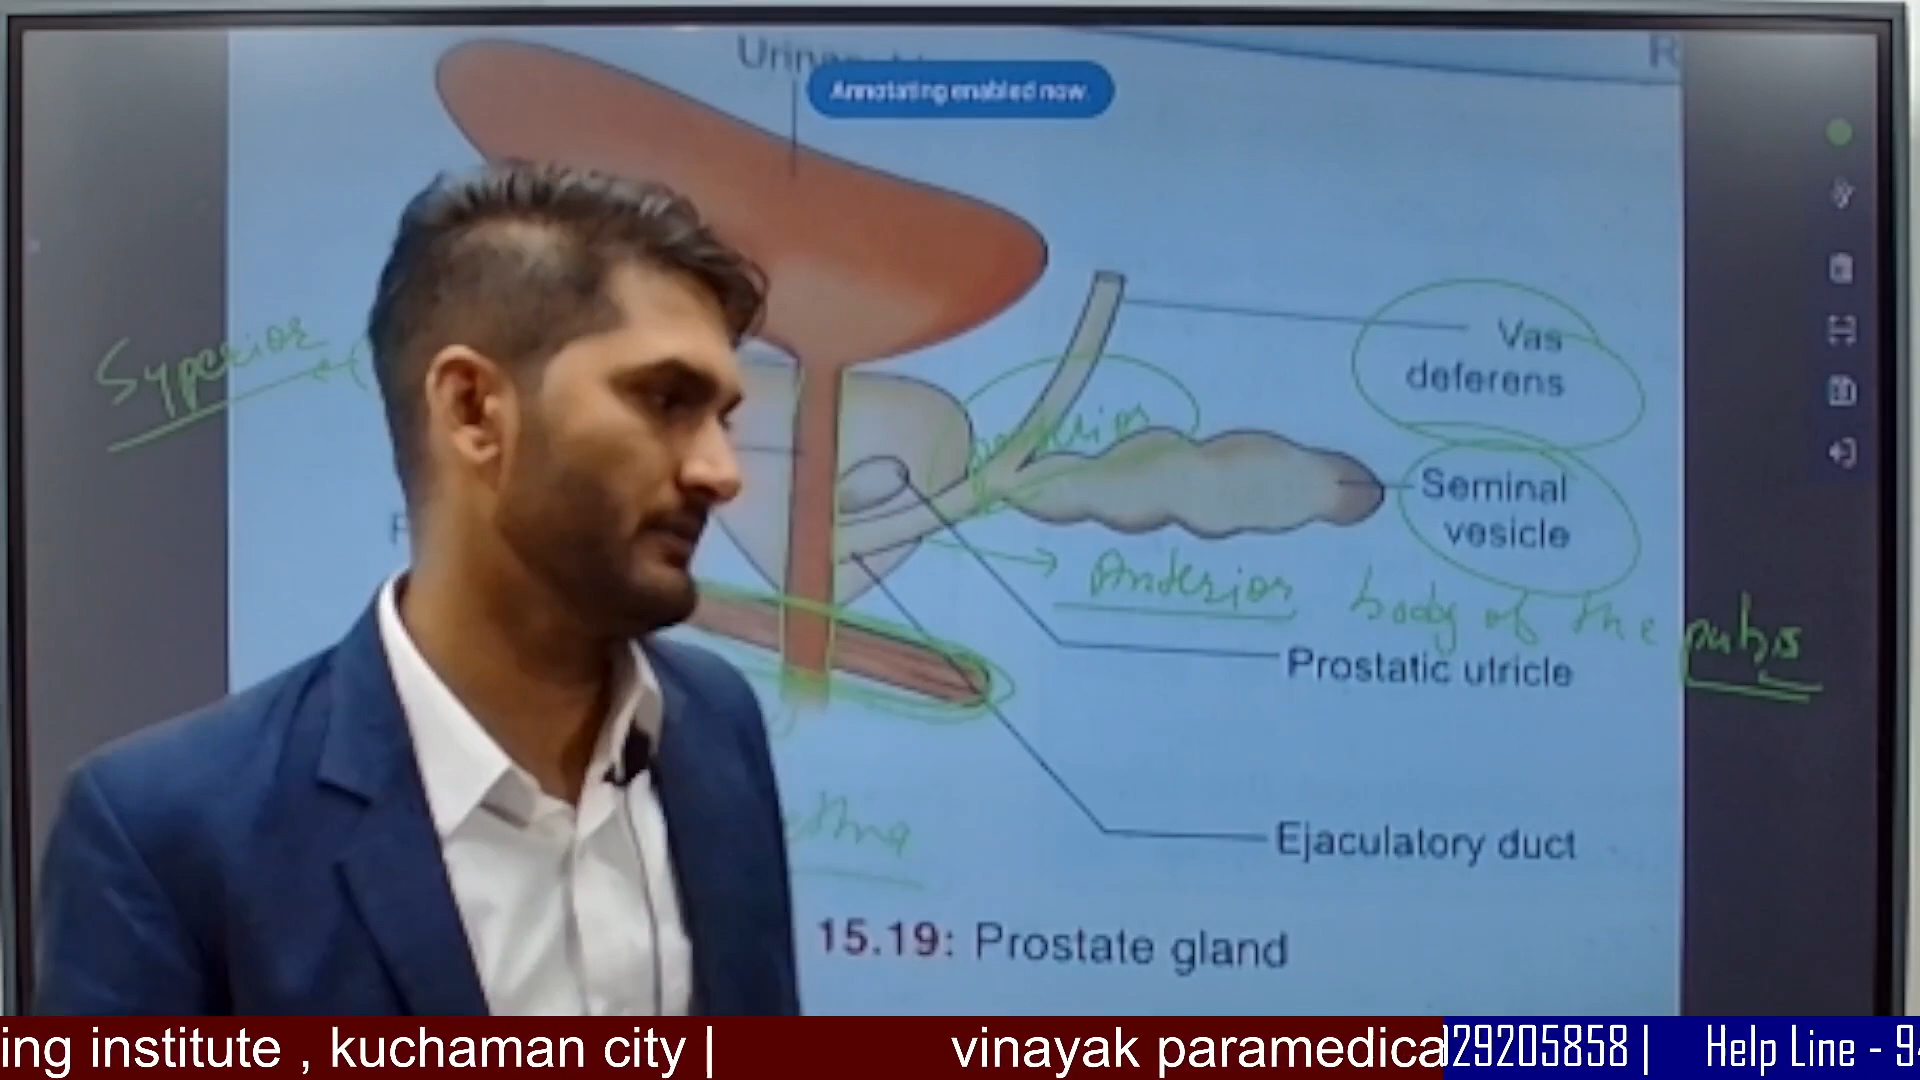 Annotating enabled now.
R
Syperior
Vas
deferens
Seminal
vesicle
Anterior body of the pubis
Prostatic utricle
Ejaculatory duct
15.19: Prostate gland
ing institute , kuchaman city |
vinayak paramedica
29205858 | Help Line - 9